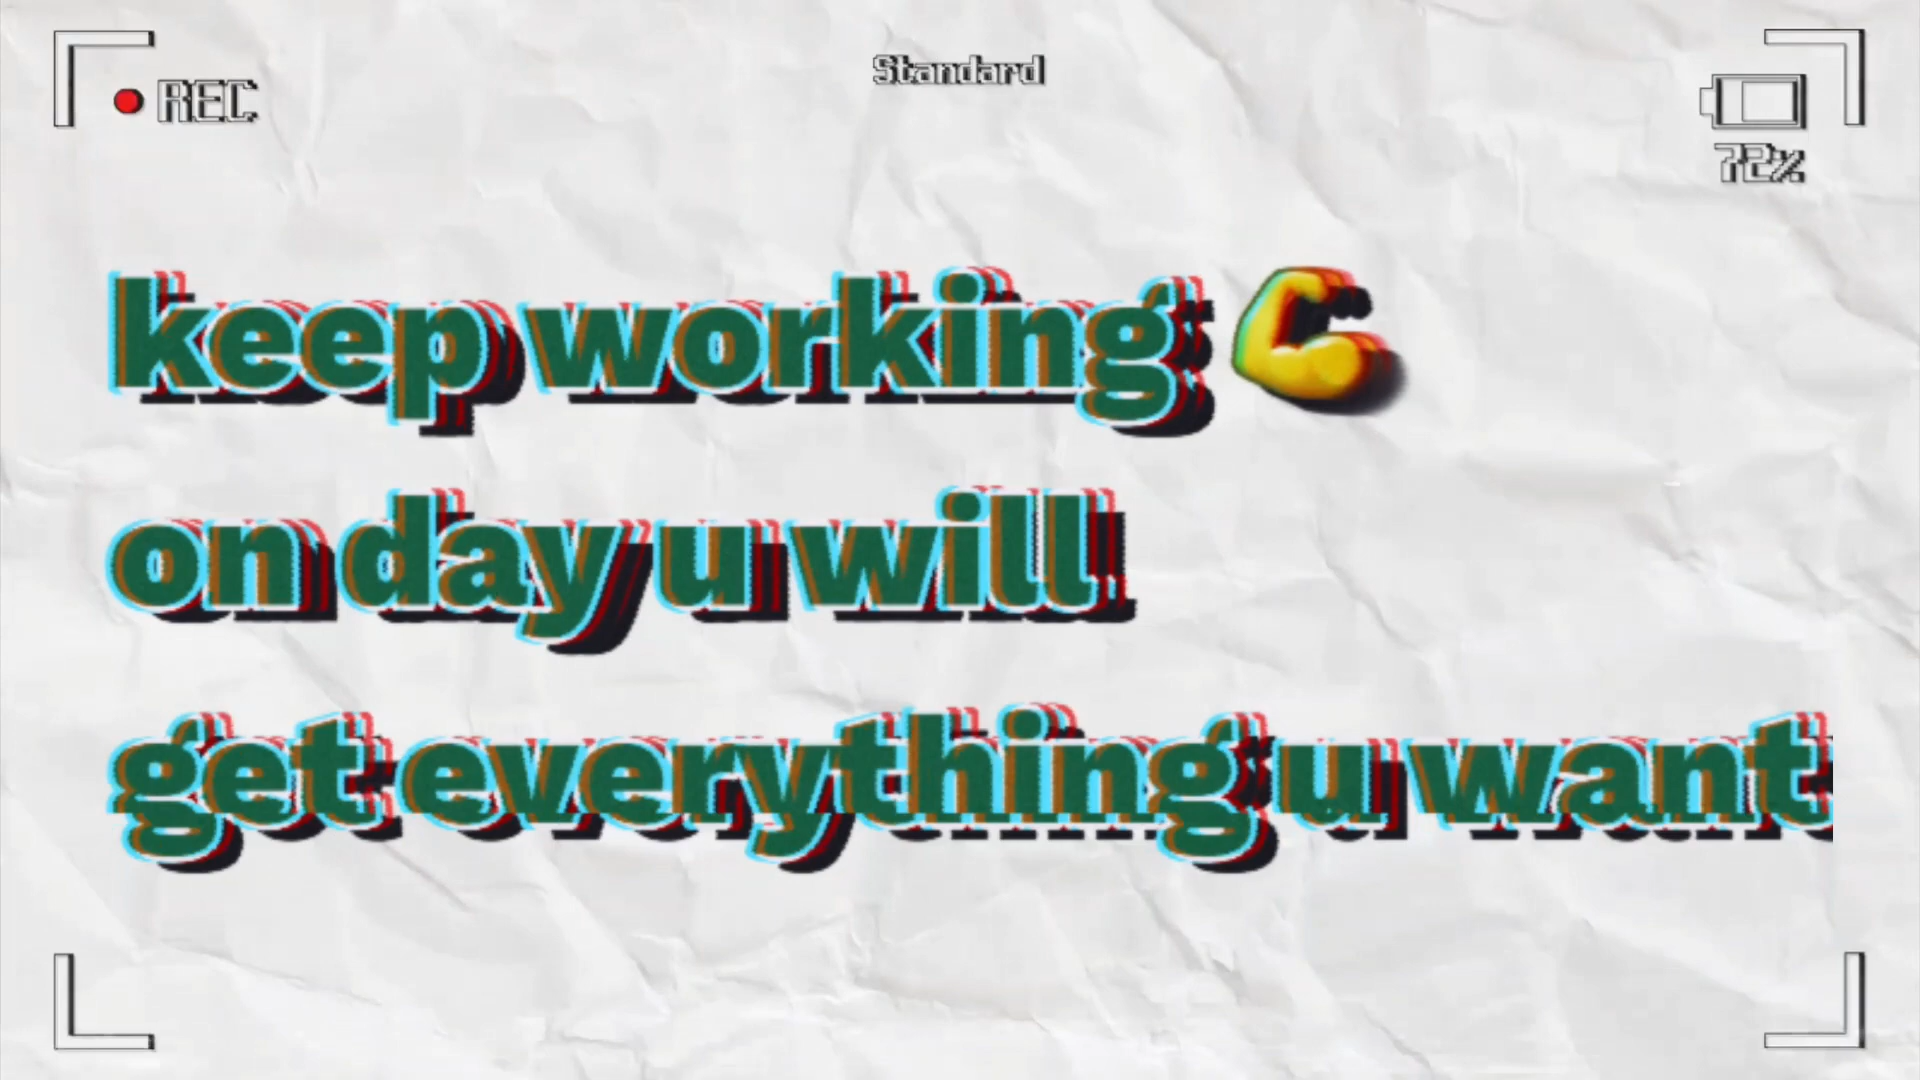 Standard
REC
72%
keep working 💪
on day u will
get everything u want